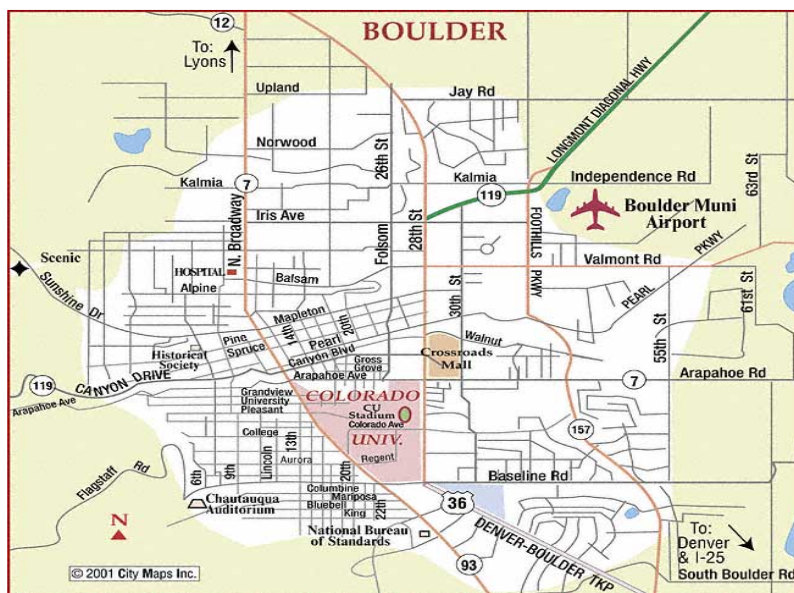 BOULDER
12
To:
Lyons
Upland
Jay Rd
LONGMONT DIAGONAL HWY
Norwood
26th St
Kalmia
7
Kalmia
119
Independence Rd
63rd St
N. Broadway
Iris Ave
Folsom
28th St
FOOTHILLS
PKWY
Boulder Muni
Airport
Scenic
HOSPITAL
Alpine
Balsam
Valmont Rd
PKWY
PEARL
Sunshine Dr
30th St
61st St
Mapleton
14th
20th
Pine
Pearl
Spruce
Canyon Blvd
Walnut
55th St
Historical
Society
Gross
Grove
Crossroads
Mall
119
CANYON DRIVE
Arapahoe Ave
7
Arapahoe Rd
Arapahoe Ave
Grandview
University
Pleasant
COLORADO
CU
Stadium
Colorado Ave
UNIV.
College
13th
157
Lincoln
Aurora
20th
Regent
6th
9th
Baseline Rd
Flagstaff Rd
Columbine
Mariposa
Bluebell
King
22th
Chautauqua
Auditorium
36
N
National Bureau
of Standards
DENVER-BOULDER TKP
To:
Denver
& I-25
93
South Boulder Rd
© 2001 City Maps Inc.